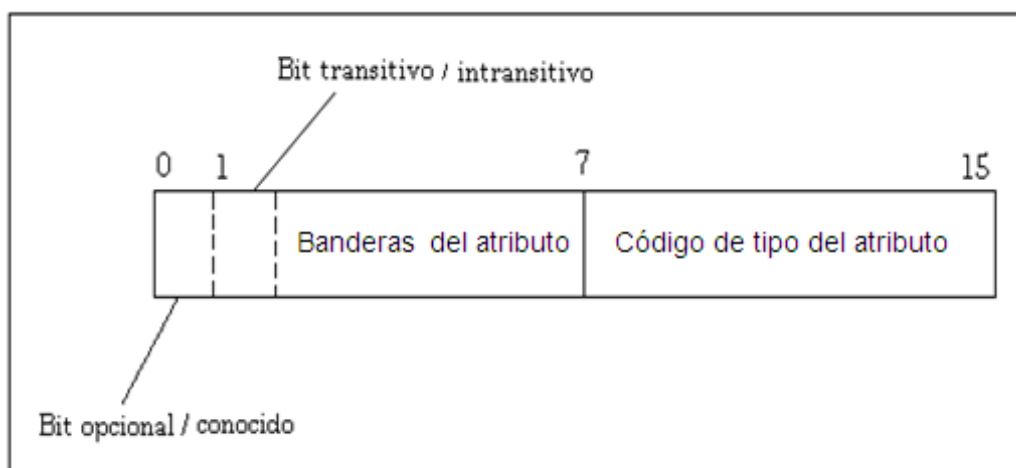 Bit transitivo / intransitivo
0 1 7 15
Banderas del atributo Código de tipo del atributo
Bit opcional / conocido